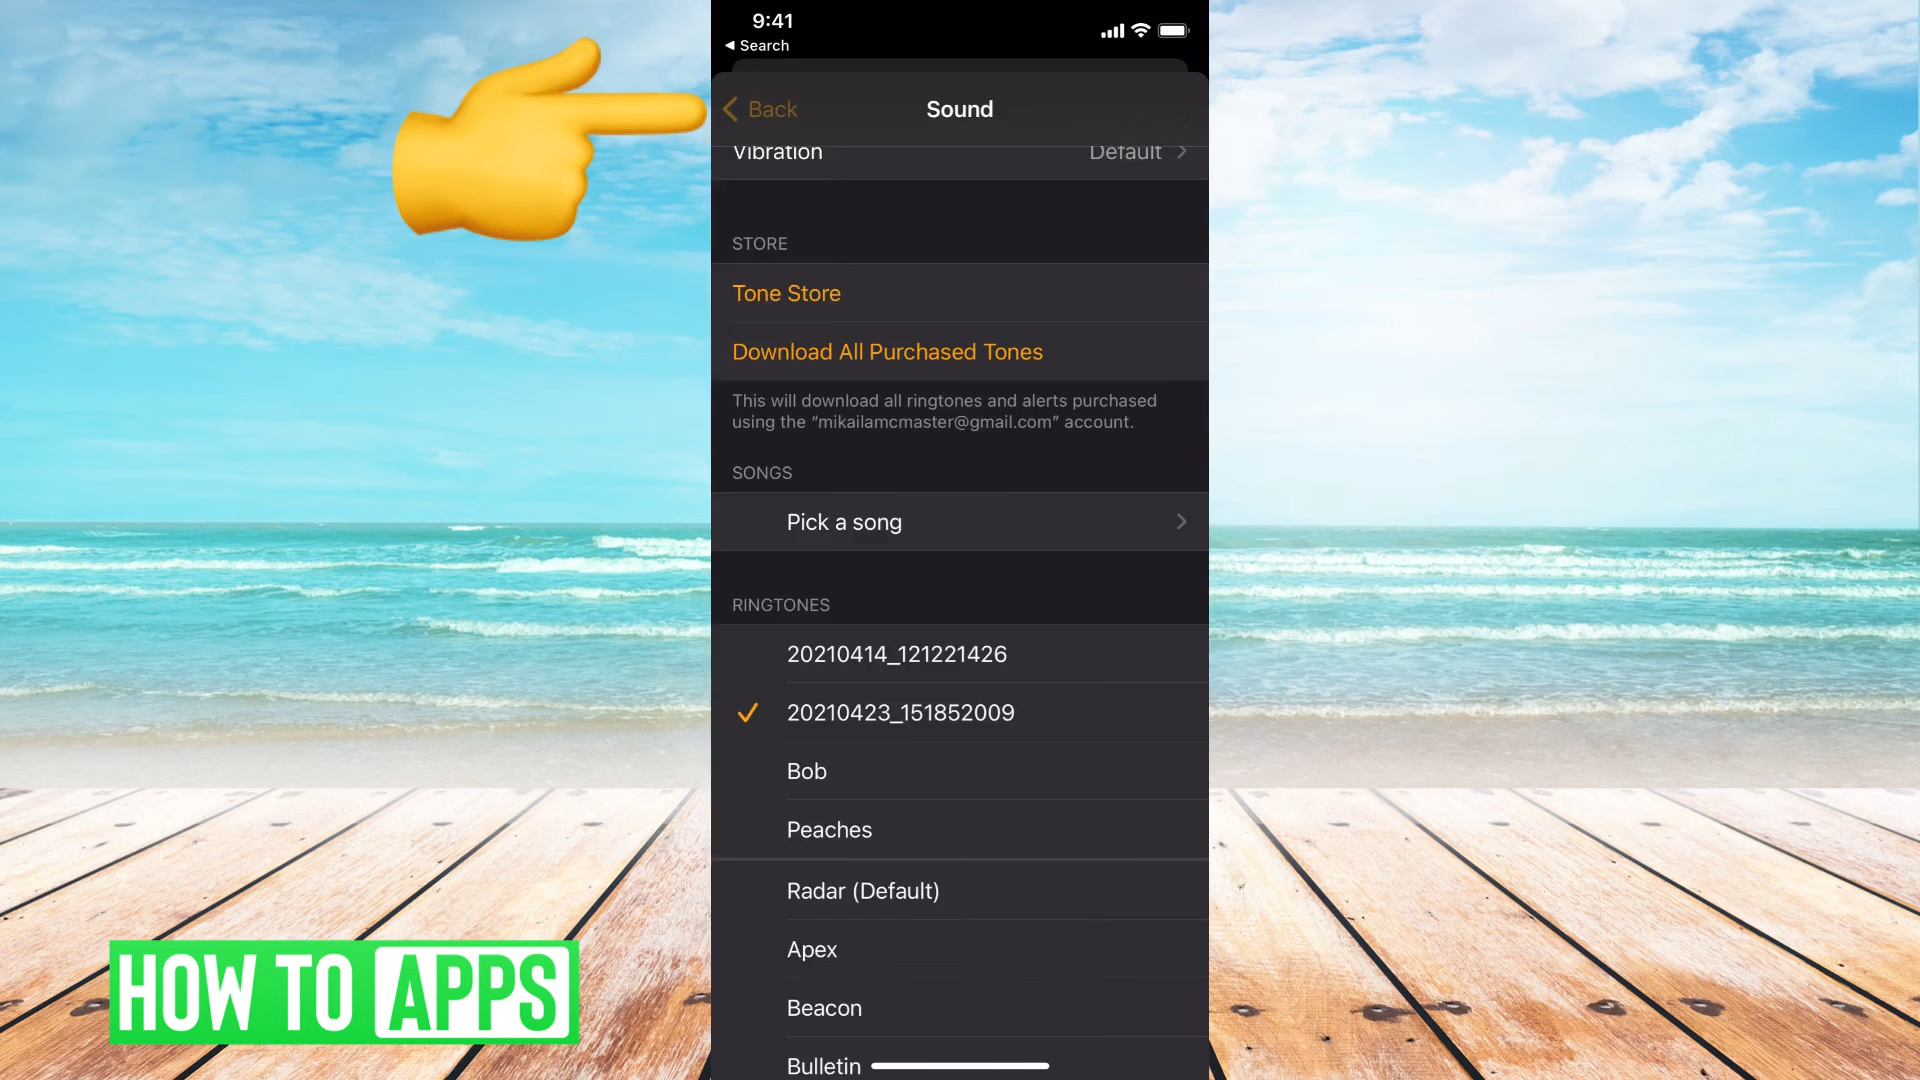 9:41
Search
Back
Sound
Vibration
Default
STORE
Tone Store
Download All Purchased Tones
This will download all ringtones and alerts purchased
using the “mikailamcmaster@gmail.com” account.
SONGS
Pick a song
RINGTONES
20210414_121221426
20210423_151852009
Bob
Peaches
Radar (Default)
Apex
Beacon
Bulletin
HOW TO APPS